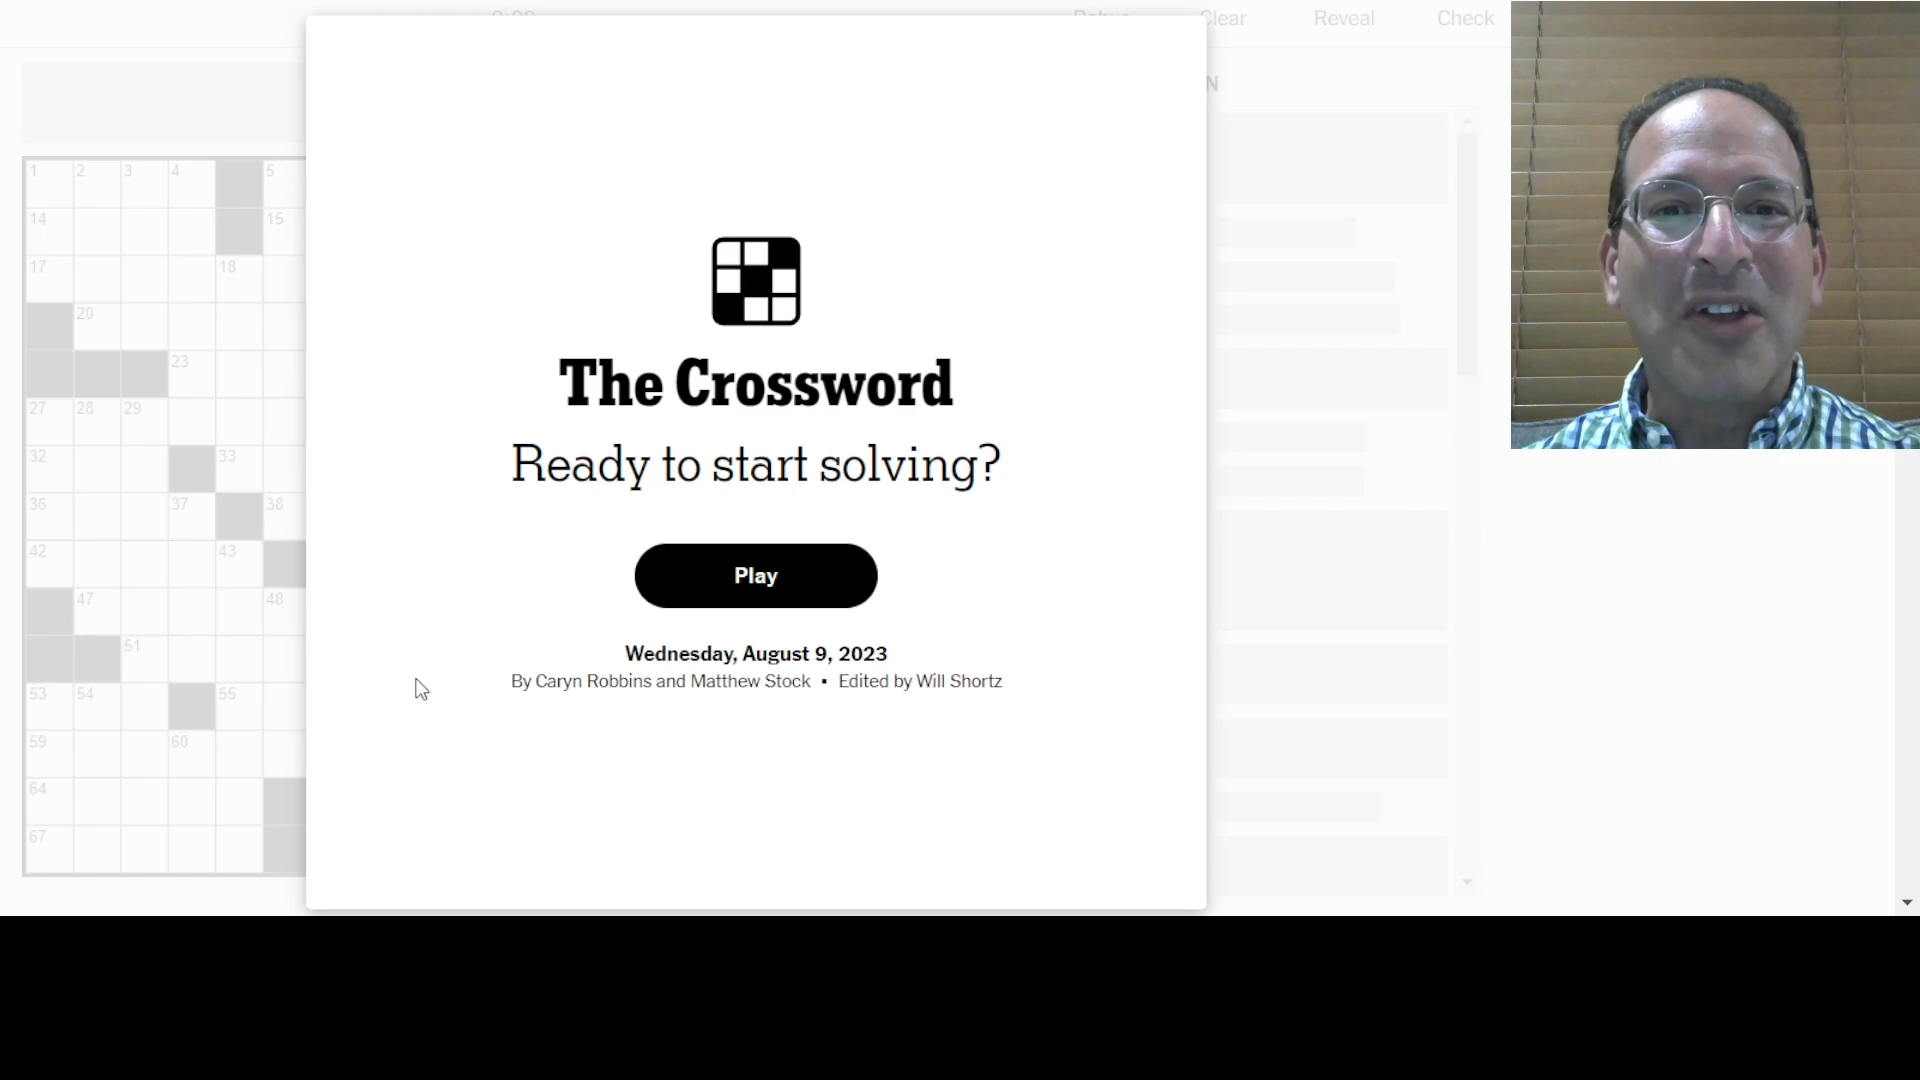 Clear
Reveal
Check
N
The Crossword
Ready to start solving?
Play
Wednesday, August 9, 2023
By Caryn Robbins and Matthew Stock ▪ Edited by Will Shortz
1 2 3 4 5
14 15
17 18
20
23
27 28 29
32 33
36 37 38
42 43
47 48
51
53 54 55
59 60
64
67